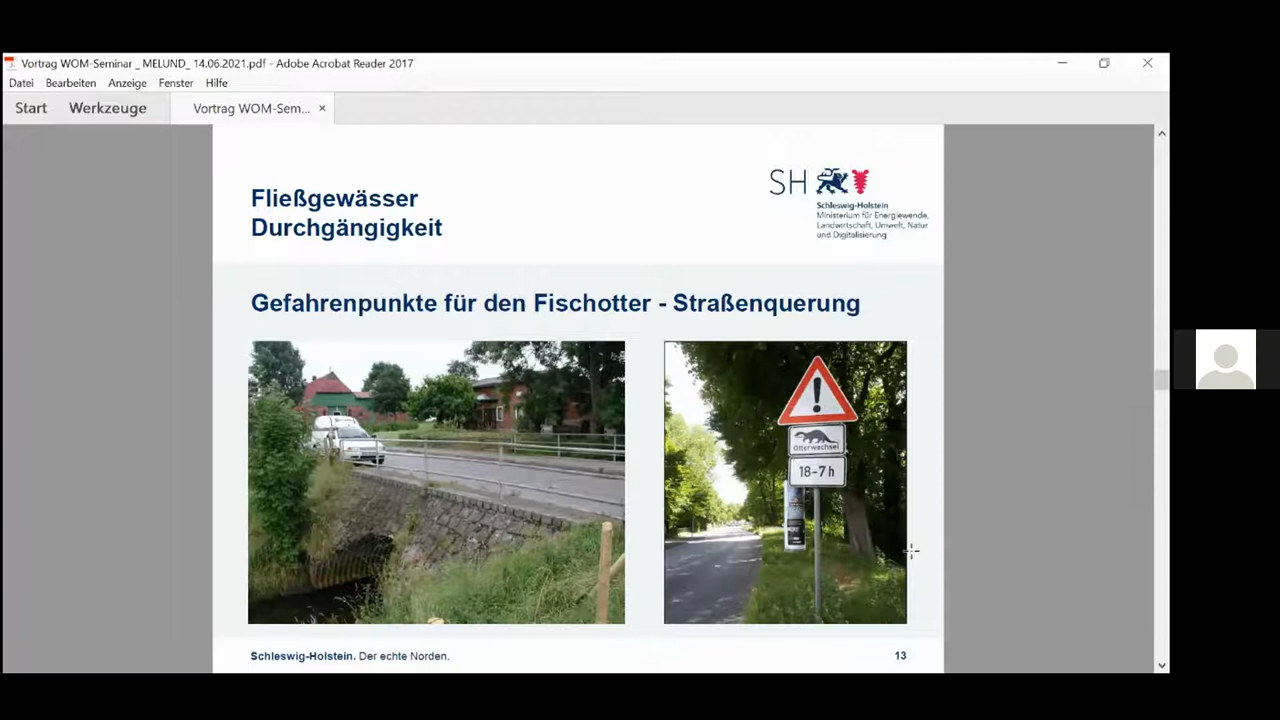 Vortrag WOM-Seminar _ MELUND_ 14.06.2021.pdf - Adobe Acrobat Reader 2017
Datei Bearbeiten Anzeige Fenster Hilfe
Start Werkzeuge Vortrag WOM-Sem... ×
Fließgewässer
Durchgängigkeit
SH
Schleswig-Holstein
Ministerium für Energiewende,
Landwirtschaft, Umwelt, Natur
und Digitalisierung
Gefahrenpunkte für den Fischotter - Straßenquerung
Otterwechsel
18-7 h
Schleswig-Holstein. Der echte Norden.
13